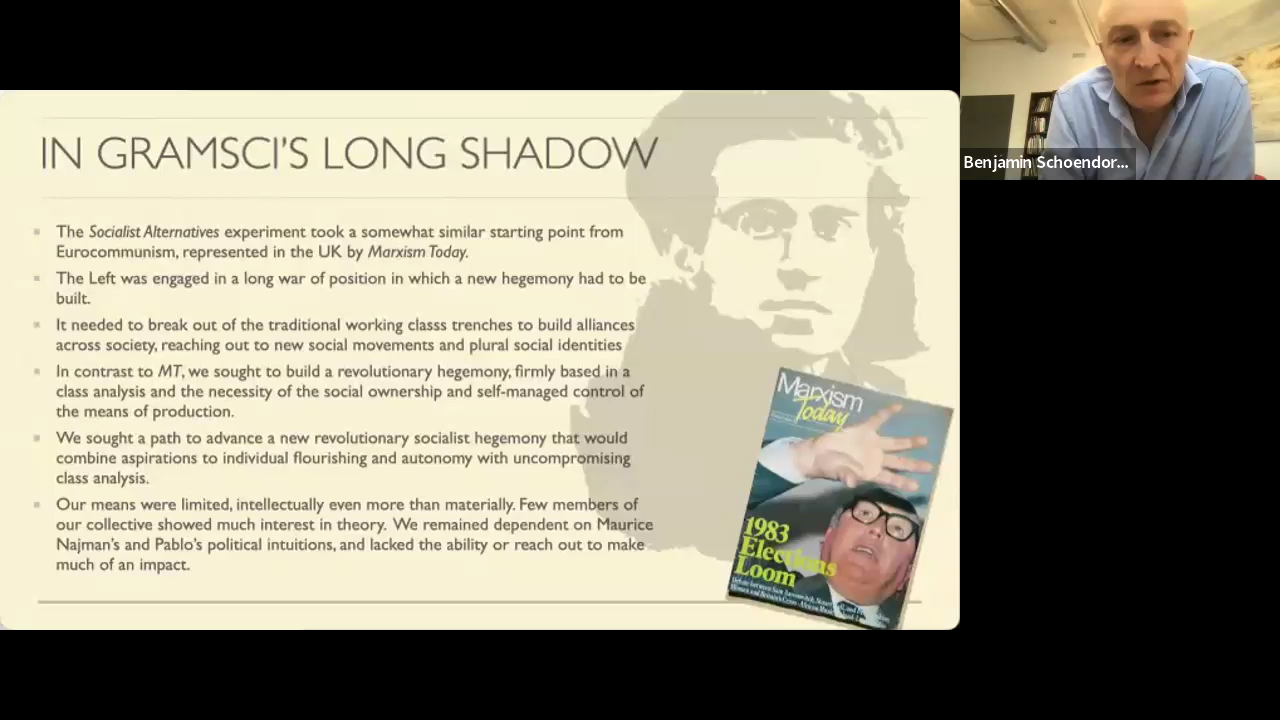 IN GRAMSCI'S LONG SHADOW
The Socialist Alternatives experiment took a somewhat similar starting point from
Eurocommunism, represented in the UK by Marxism Today.
The Left was engaged in a long war of position in which a new hegemony had to be
built.
It needed to break out of the traditional working classs trenches to build alliances
across society, reaching out to new social movements and plural social identities
In contrast to MT, we sought to build a revolutionary hegemony, firmly based in a
class analysis and the necessity of the social ownership and self-managed control of
the means of production.
We sought a path to advance a new revolutionary socialist hegemony that would
combine aspirations to individual flourishing and autonomy with uncompromising
class analysis.
Our means were limited, intellectually even more than materially. Few members of
our collective showed much interest in theory. We remained dependent on Maurice
Najman's and Pablo's political intuitions, and lacked the ability or reach out to make
much of an impact.
Marxism
Today
1983
Elections
Loom
Debate between Sam
Women and Britain's Crisis
Benjamin Schoendor...